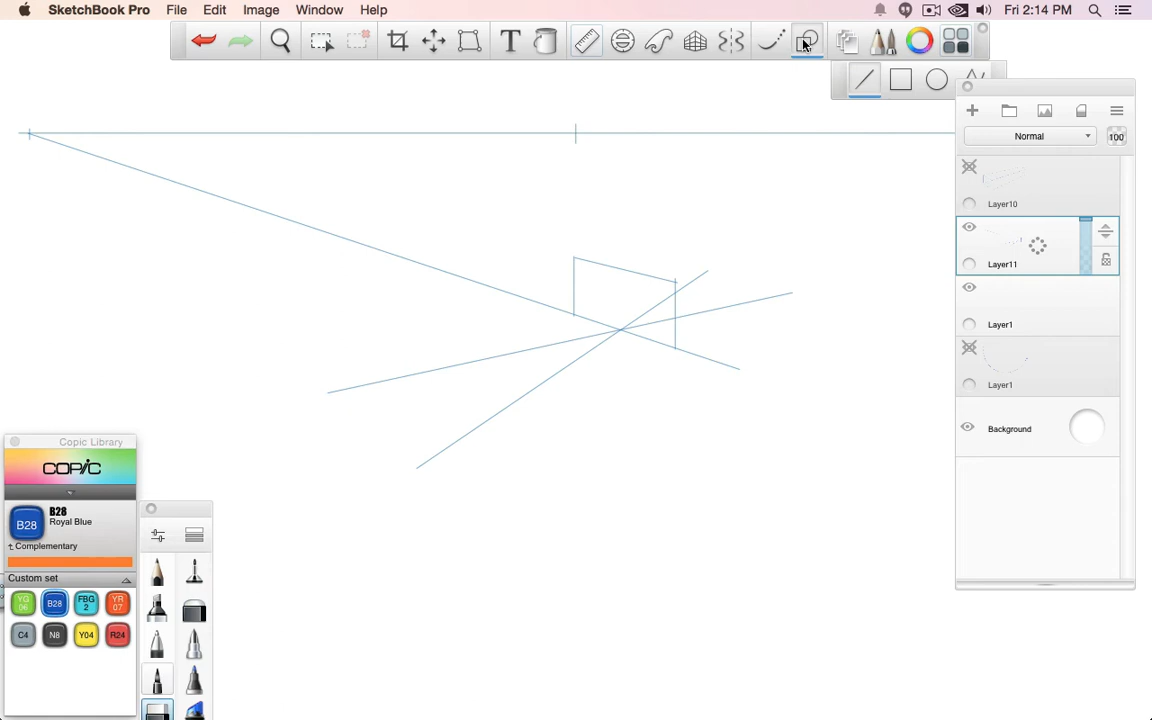 SketchBook Pro File Edit Image Window Help Fri 2:14 PM
T
Normal 100
Layer10
Layer11
Layer1
Layer1
Background
Copic Library
COPIC
B28
B28
Royal Blue
Complementary
Custom set
YG 06 B28 FBG 2 YR 07
C4 N8 Y04 R24